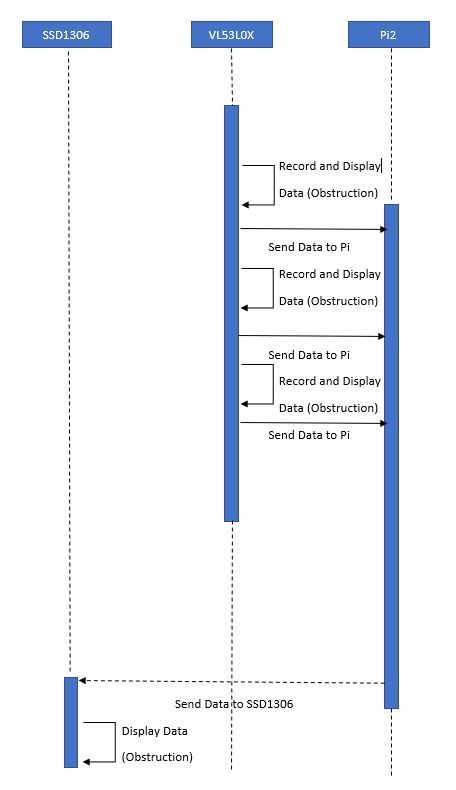 SSD1306
VL53L0X
Pi2
Record and Display
Data (Obstruction)
Send Data to Pi
Record and Display
Data (Obstruction)
Send Data to Pi
Record and Display
Data (Obstruction)
Send Data to Pi
Send Data to SSD1306
Display Data
(Obstruction)